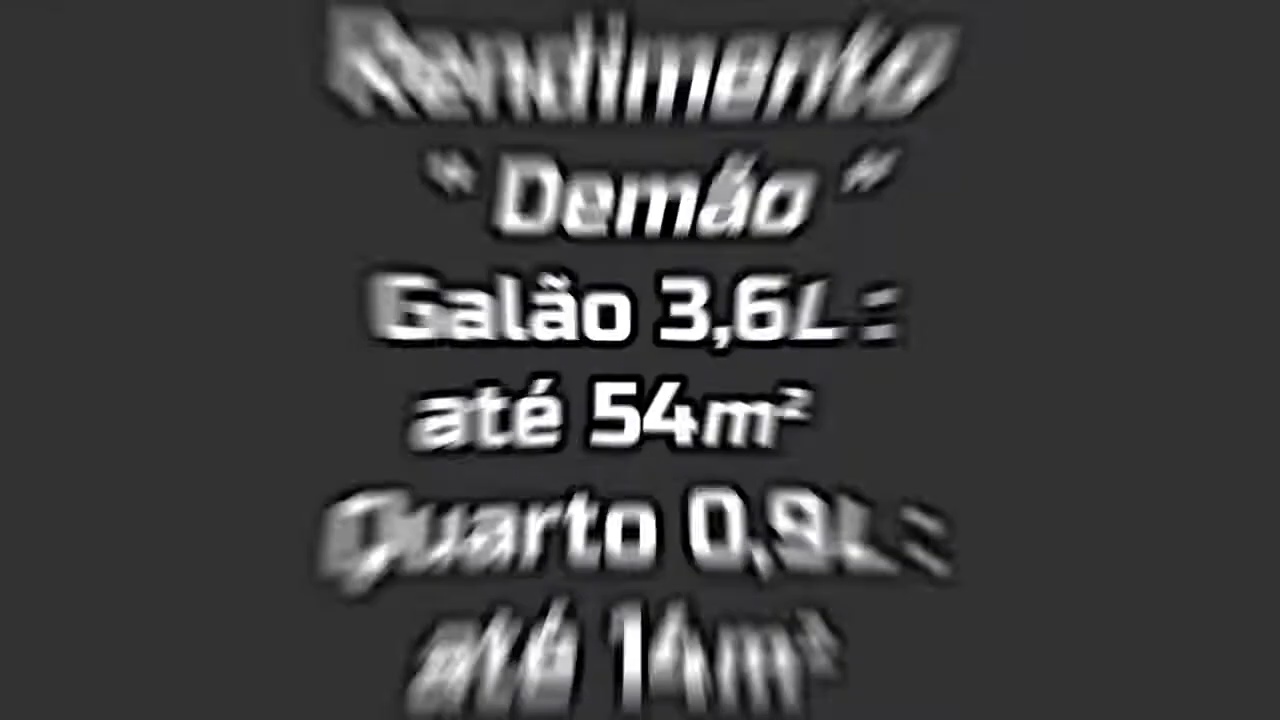 Rendimento
* Demão *
Galão 3,6L :
até 54m²
Quarto 0,9L :
até 14m²